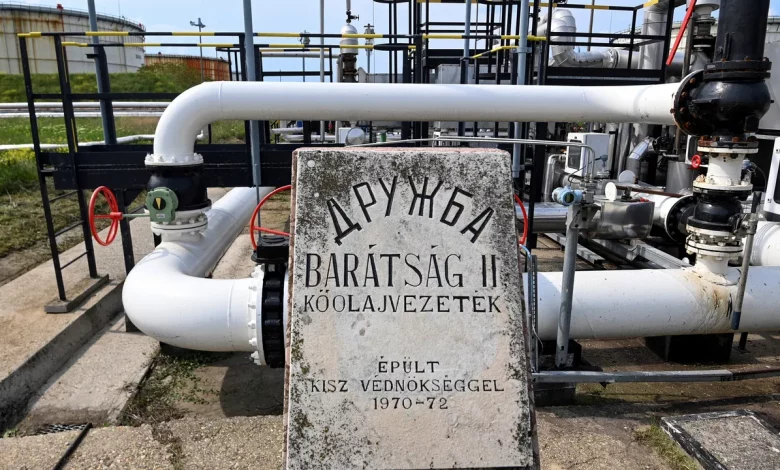 ДРУЖБА
BARÁTSÁG II
KŐOLAJVEZETÉK
ÉPÜLT
KISZ VÉDNÖKSÉGGEL
1970-72